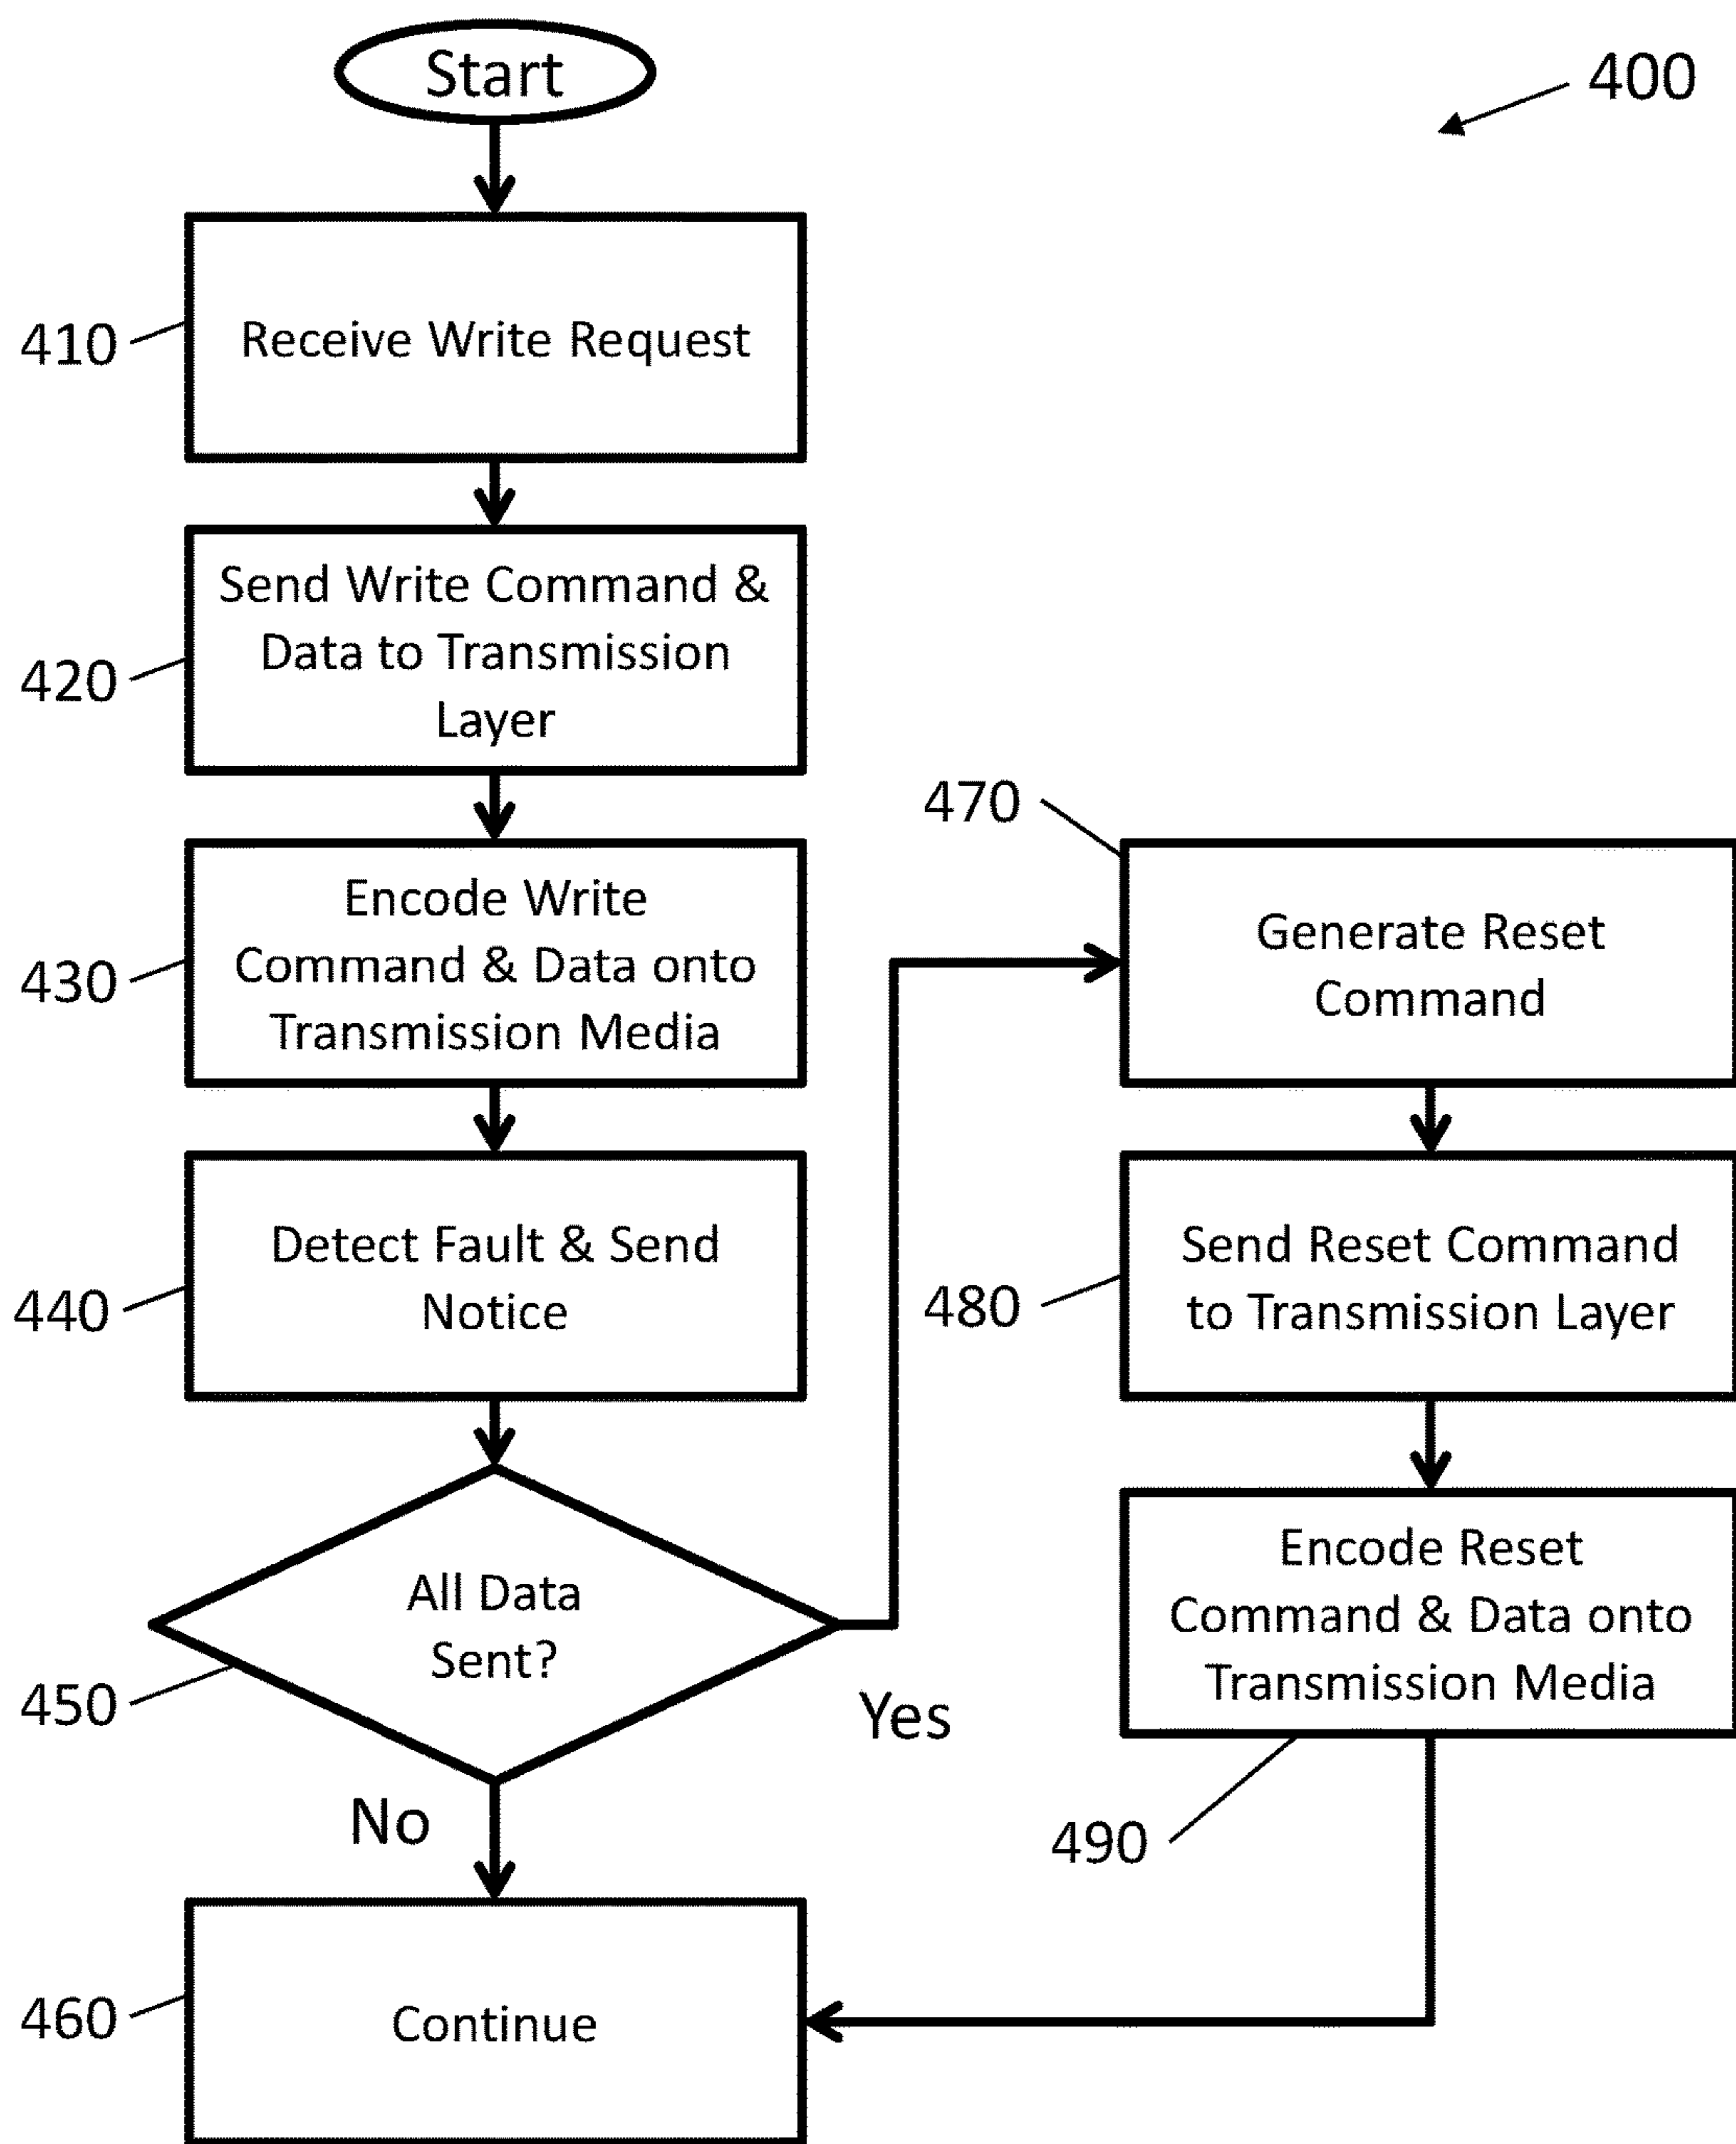 Start
400
410
Receive Write Request
420
Send Write Command &
Data to Transmission
Layer
430
Encode Write
Command & Data onto
Transmission Media
440
Detect Fault & Send
Notice
450
All Data
Sent?
Yes
No
460
Continue
470
Generate Reset
Command
480
Send Reset Command
to Transmission Layer
Encode Reset
Command & Data onto
Transmission Media
490